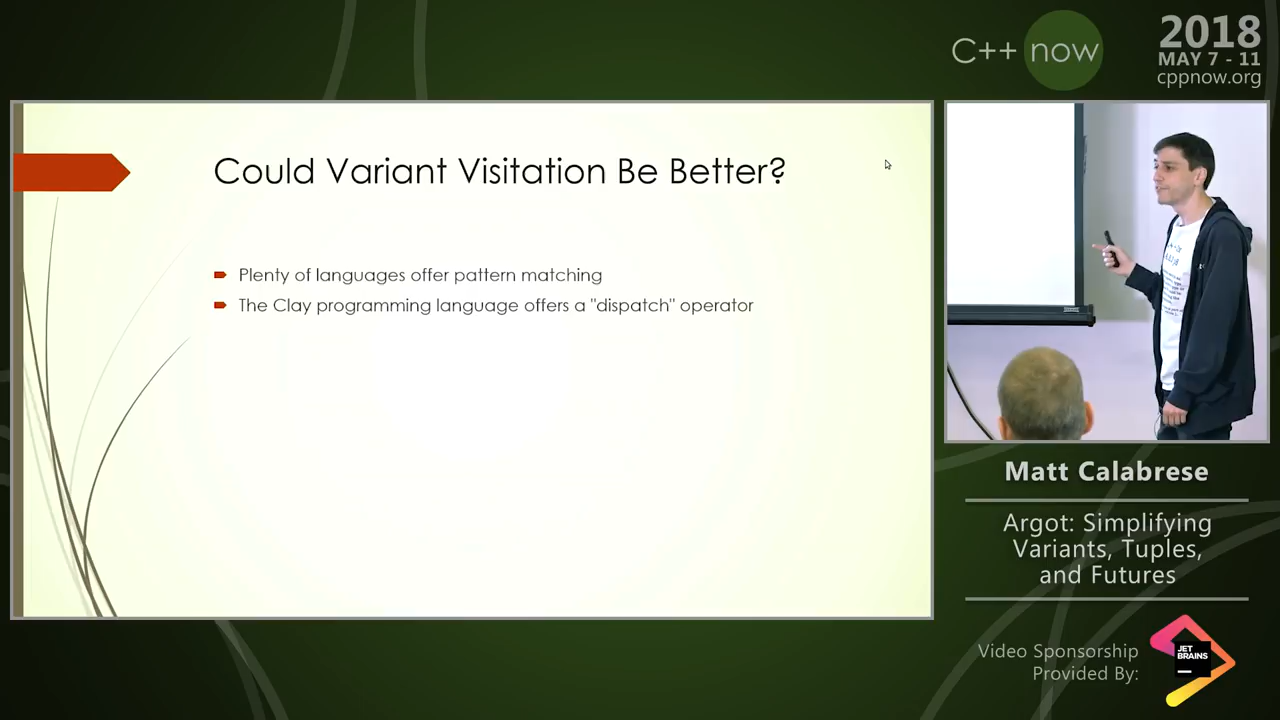 C++ now
2018
MAY 7 - 11
cppnow.org
Could Variant Visitation Be Better?
Plenty of languages offer pattern matching
The Clay programming language offers a "dispatch" operator
Matt Calabrese
Argot: Simplifying
Variants, Tuples,
and Futures
Video Sponsorship
Provided By:
JET
BRAINS